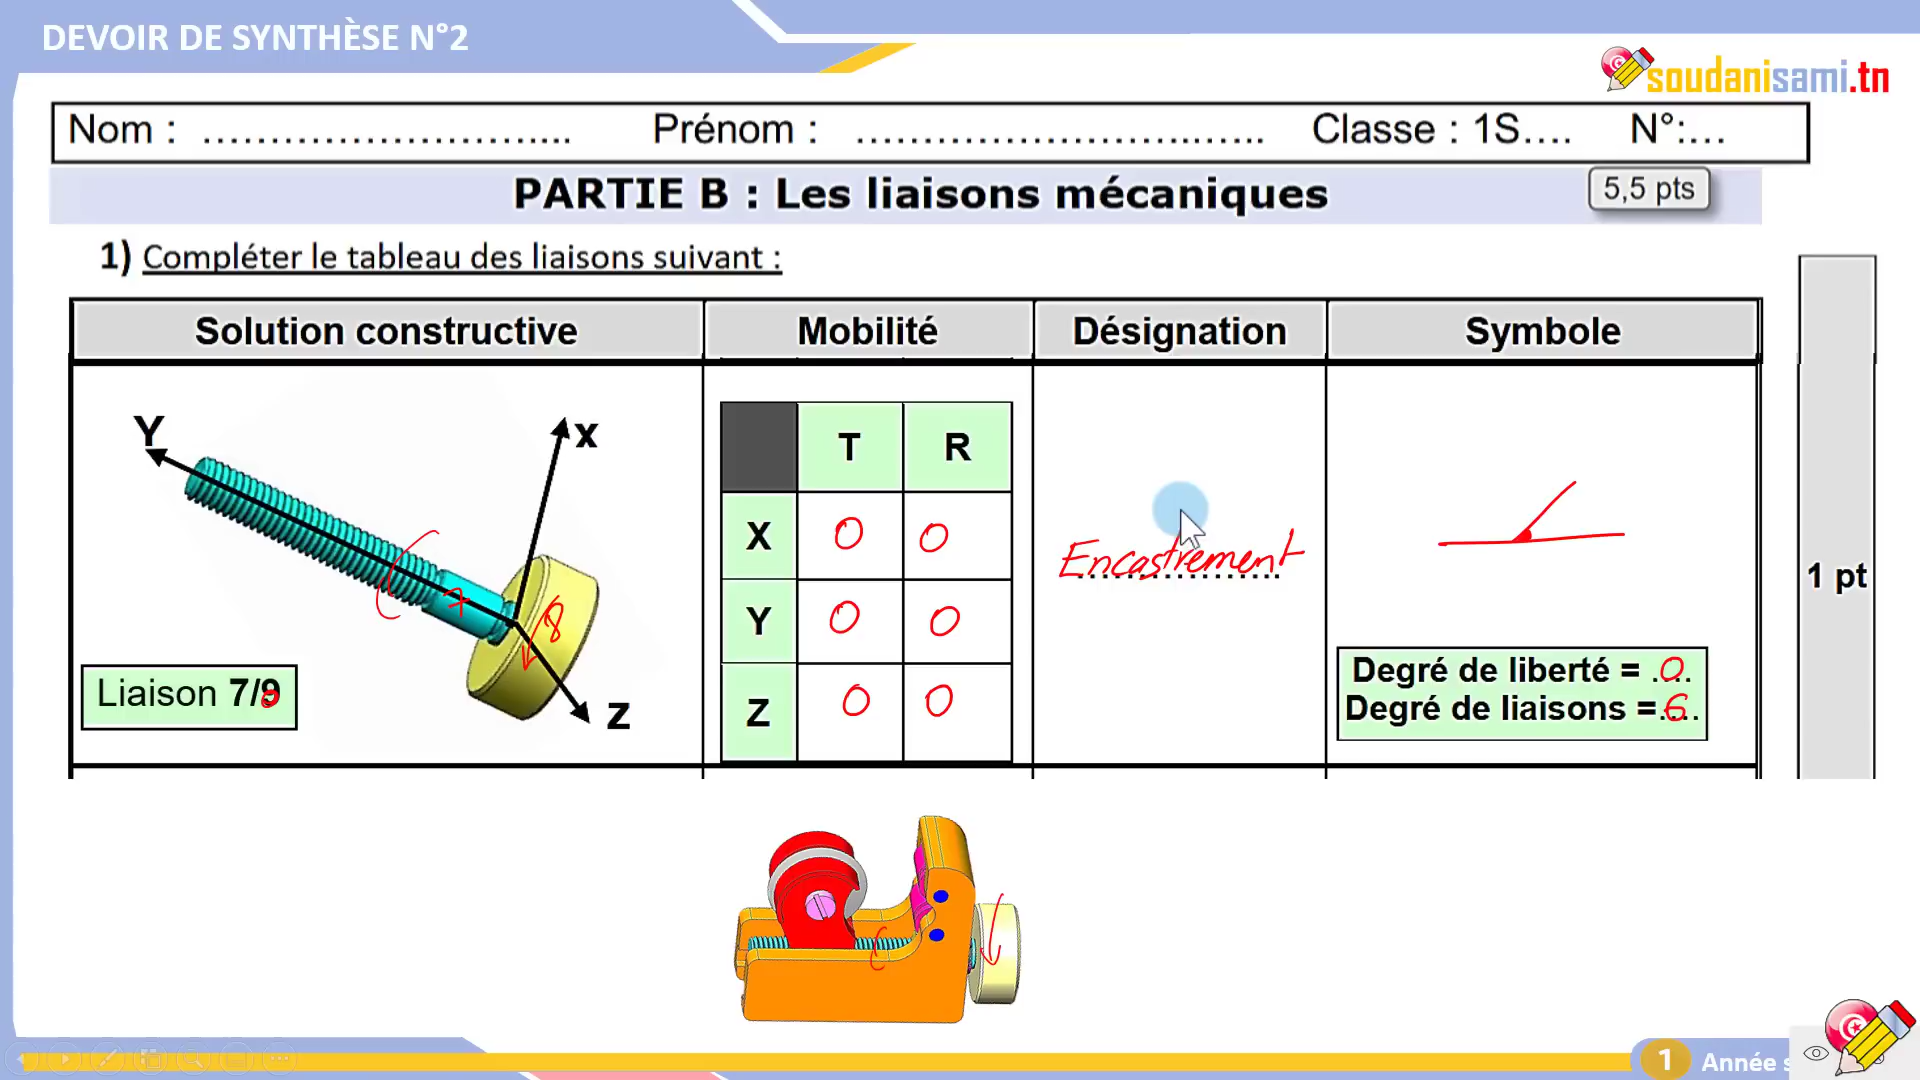 DEVOIR DE SYNTHÈSE N°2
soudanisami.tn
Nom : ............................ Prénom : ............................ Classe : 1S.... N°:...
PARTIE B : Les liaisons mécaniques
5,5 pts
1) Compléter le tableau des liaisons suivant :
Solution constructive Mobilité Désignation Symbole
Y
X
T R
X 0 0
Encastrement
1 pt
7
8
Y 0 0
Degré de liberté = .0..
Liaison 7/
Z
Z 0 0
Degré de liaisons =.6...
1 Année s